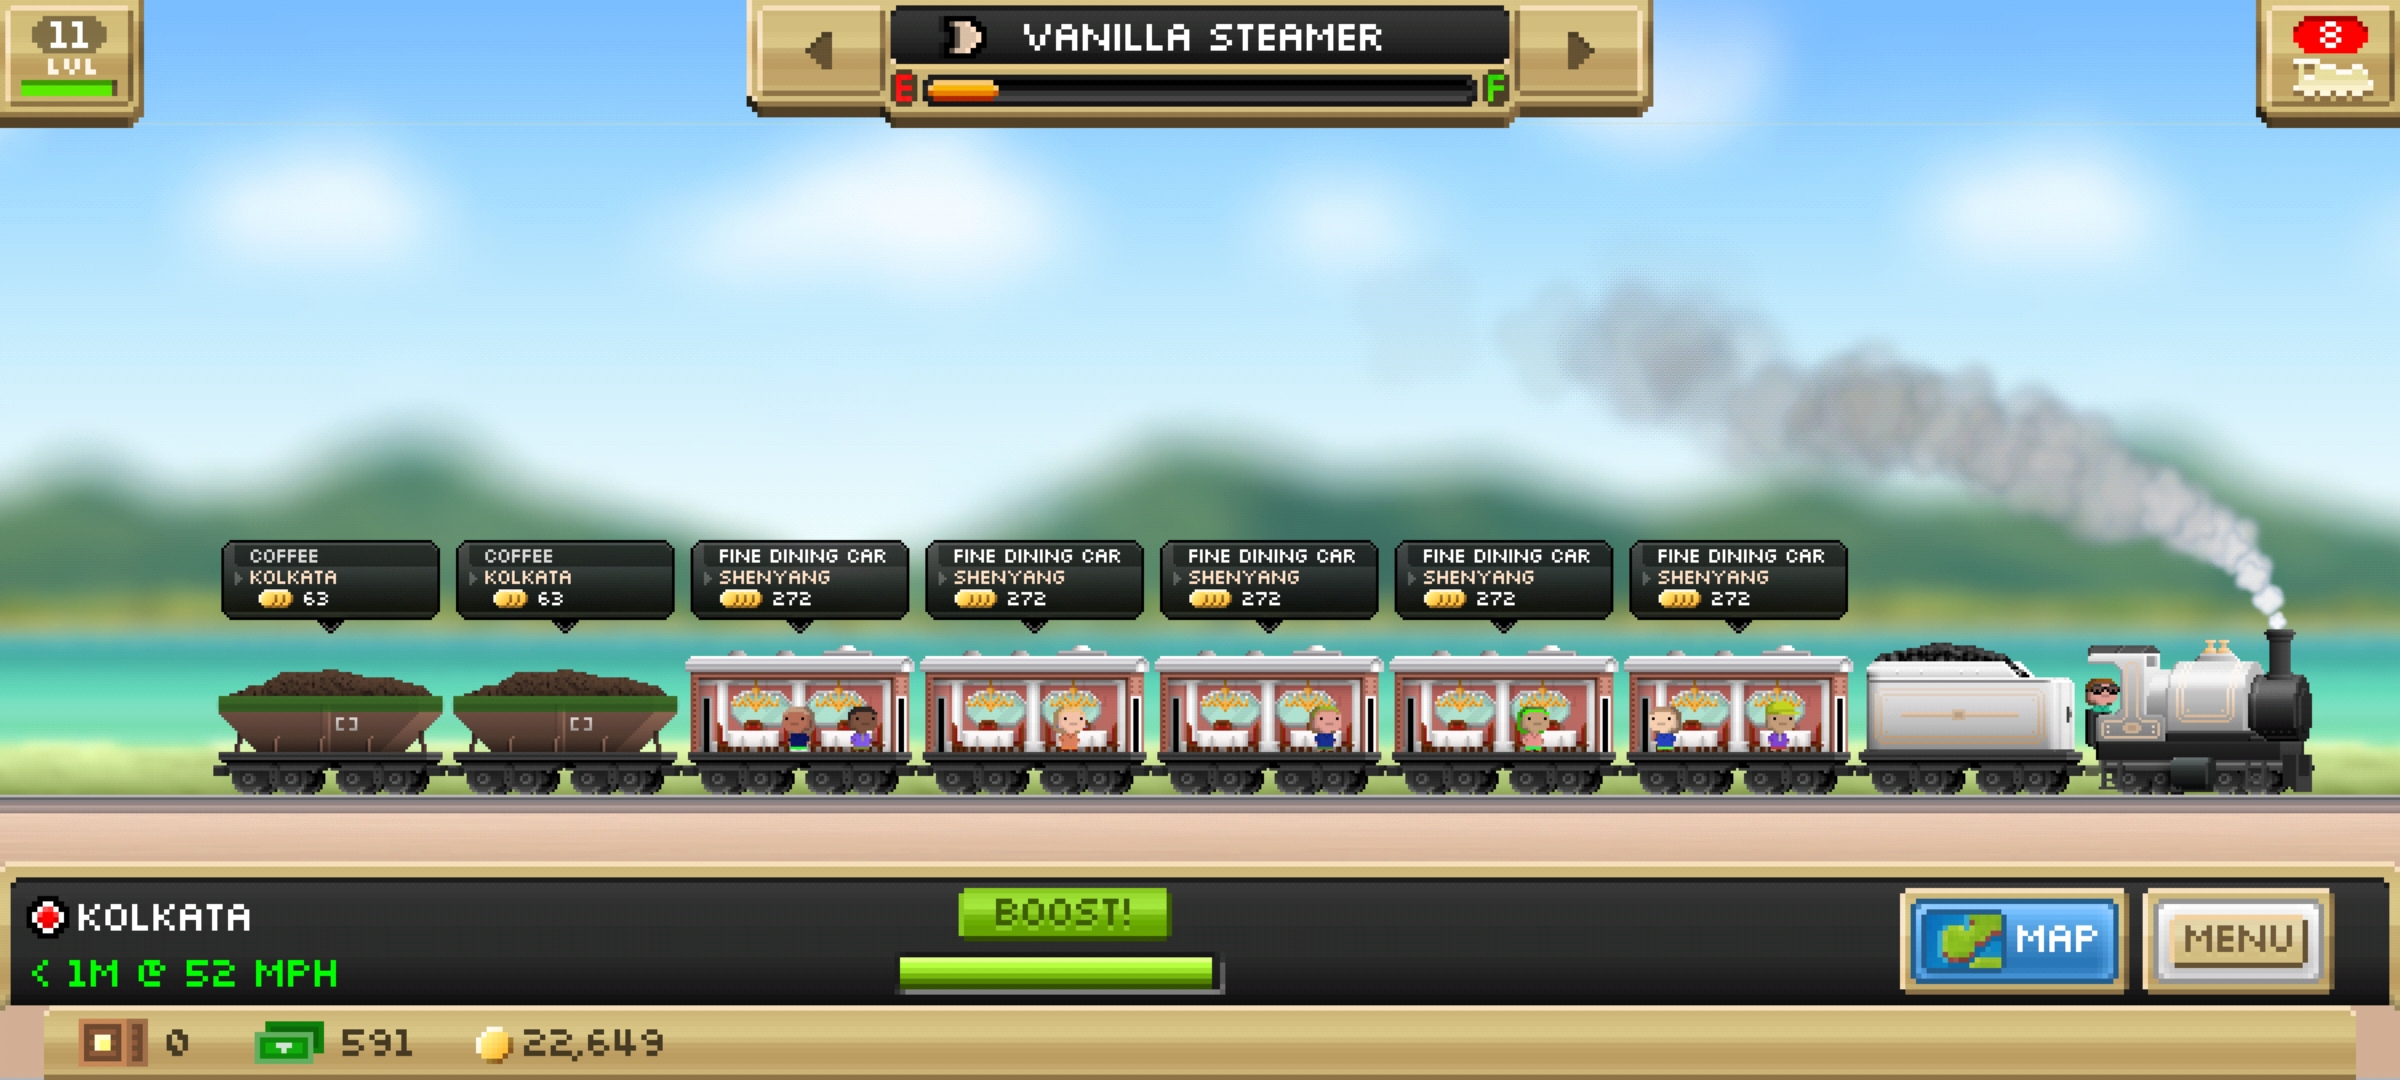 11
LVL
VANILLA STEAMER
E F
8
COFFEE
KOLKATA
63
COFFEE
KOLKATA
63
FINE DINING CAR
SHENYANG
272
FINE DINING CAR
SHENYANG
272
FINE DINING CAR
SHENYANG
272
FINE DINING CAR
SHENYANG
272
FINE DINING CAR
SHENYANG
272
KOLKATA
< 1M @ 52 MPH
BOOST!
MAP
MENU
0
591
22,649